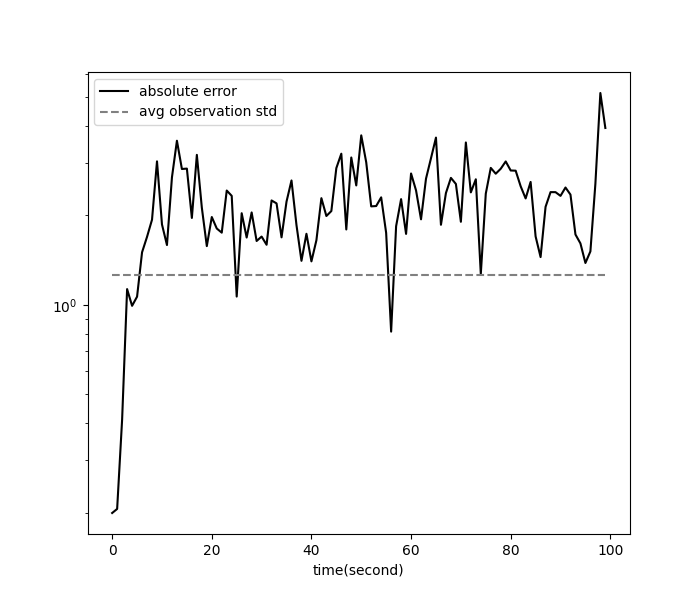 absolute error
avg observation std
10⁰
0 20 40 60 80 100
time(second)